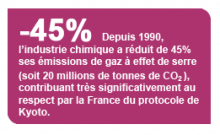 -45% Depuis 1990,
l'industrie chimique a réduit de 45%
ses émissions de gaz à effet de serre
(soit 20 millions de tonnes de CO₂),
contribuant très significativement au
respect par la France du protocole de
Kyoto.